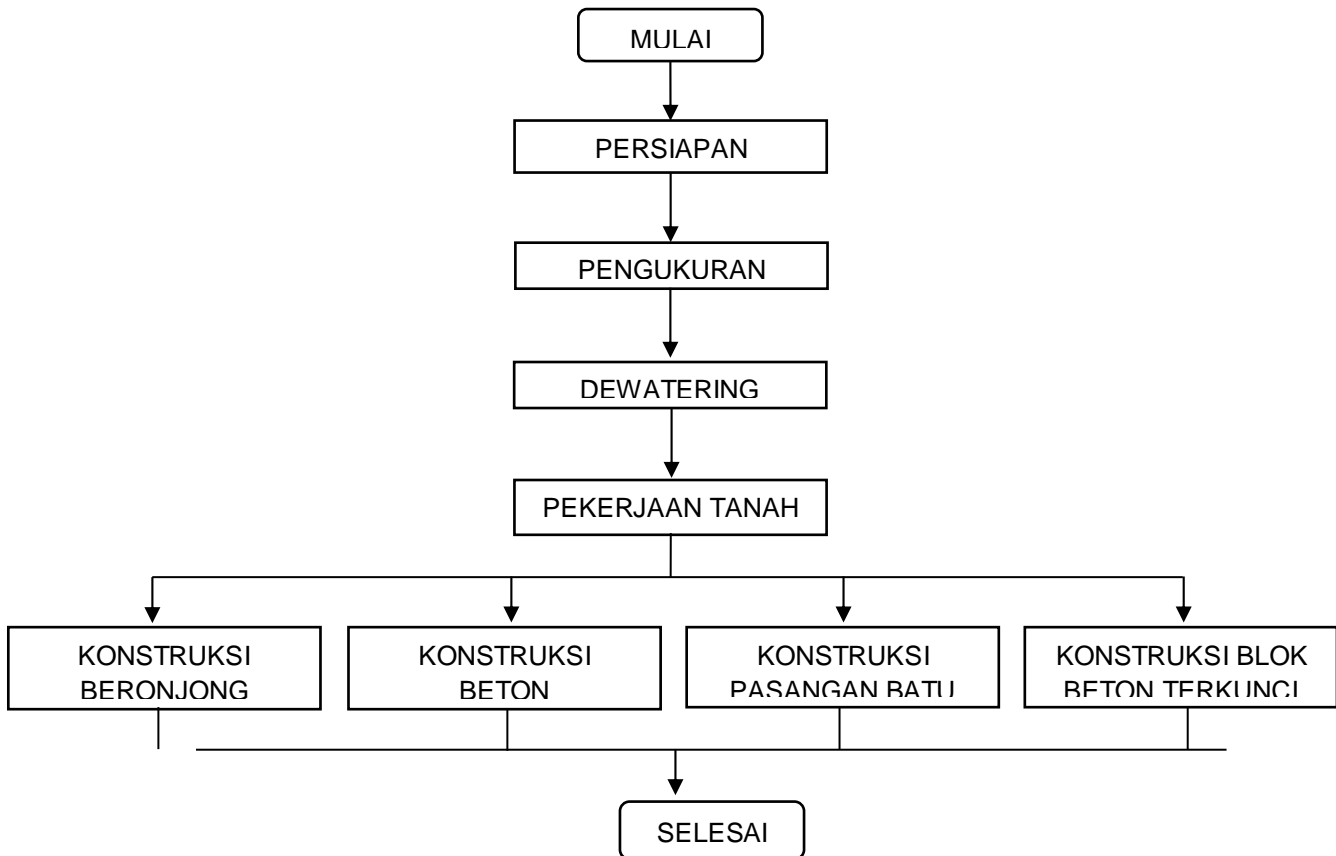 MULAI
PERSIAPAN
PENGUKURAN
DEWATERING
PEKERJAAN TANAH
KONSTRUKSI
BERONJONG
KONSTRUKSI
BETON
KONSTRUKSI
PASANGAN BATU
KONSTRUKSI BLOK
BETON TERKUNCI
SELESAI